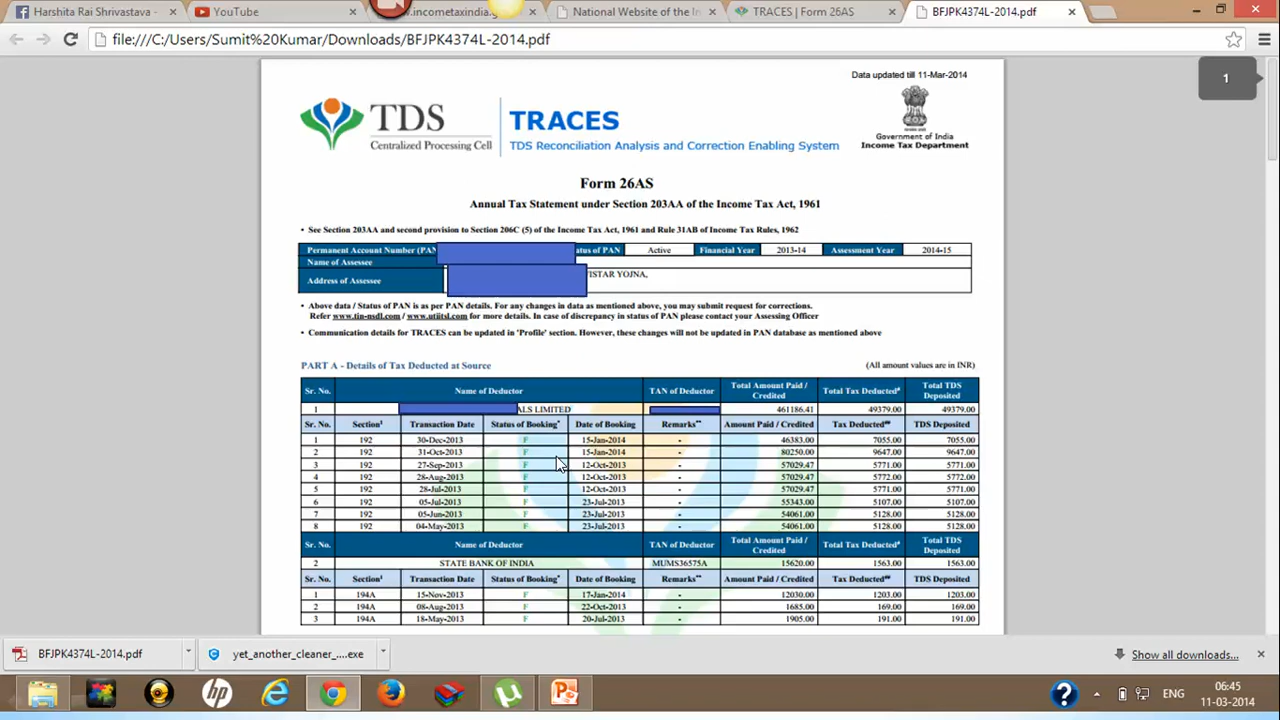 Harshita Rai Shrivastava -
YouTube
.incometaxindia.g
National Website of the In
TRACES | Form 26AS
BFJPK4374L-2014.pdf
file:///C:/Users/Sumit%20Kumar/Downloads/BFJPK4374L-2014.pdf
1
Data updated till 11-Mar-2014
TDS
Centralized Processing Cell
TRACES
TDS Reconciliation Analysis and Correction Enabling System
Government of India
Income Tax Department
Form 26AS
Annual Tax Statement under Section 203AA of the Income Tax Act, 1961
• See Section 203AA and second provision to Section 206C (5) of the Income Tax Act, 1961 and Rule 31AB of Income Tax Rules, 1962
Permanent Account Number (PAN atus of PAN Active Financial Year 2013-14 Assessment Year 2014-15
Name of Assessee
Address of Assessee ISTAR YOJNA,
• Above data / Status of PAN is as per PAN details. For any changes in data as mentioned above, you may submit request for corrections.
Refer www.tin-nsdl.com / www.utiitsl.com for more details. In case of discrepancy in status of PAN please contact your Assessing Officer
• Communication details for TRACES can be updated in 'Profile' section. However, these changes will not be updated in PAN database as mentioned above
PART A - Details of Tax Deducted at Source (All amount values are in INR)
Sr. No. Name of Deductor TAN of Deductor Total Amount Paid / Credited Total Tax Deducted# Total TDS Deposited
1 ALS LIMITED 461186.41 49379.00 49379.00
Sr. No. Section¹ Transaction Date Status of Booking* Date of Booking Remarks** Amount Paid / Credited Tax Deducted## TDS Deposited
1 192 30-Dec-2013 F 15-Jan-2014 - 46383.00 7055.00 7055.00
2 192 31-Oct-2013 F 15-Jan-2014 - 80250.00 9647.00 9647.00
3 192 27-Sep-2013 F 12-Oct-2013 - 57029.47 5771.00 5771.00
4 192 28-Aug-2013 F 12-Oct-2013 - 57029.47 5772.00 5772.00
5 192 28-Jul-2013 F 12-Oct-2013 - 57029.47 5771.00 5771.00
6 192 05-Jul-2013 F 23-Jul-2013 - 55343.00 5107.00 5107.00
7 192 05-Jun-2013 F 23-Jul-2013 - 54061.00 5128.00 5128.00
8 192 04-May-2013 F 23-Jul-2013 - 54061.00 5128.00 5128.00
Sr. No. Name of Deductor TAN of Deductor Total Amount Paid / Credited Total Tax Deducted# Total TDS Deposited
2 STATE BANK OF INDIA MUMS36575A 15620.00 1563.00 1563.00
Sr. No. Section¹ Transaction Date Status of Booking* Date of Booking Remarks** Amount Paid / Credited Tax Deducted## TDS Deposited
1 194A 15-Nov-2013 F 17-Jan-2014 - 12030.00 1203.00 1203.00
2 194A 08-Aug-2013 F 22-Oct-2013 - 1685.00 169.00 169.00
3 194A 18-May-2013 F 20-Jul-2013 - 1905.00 191.00 191.00
BFJPK4374L-2014.pdf
yet_another_cleaner_....exe
Show all downloads...
hp
ENG
06:45
11-03-2014